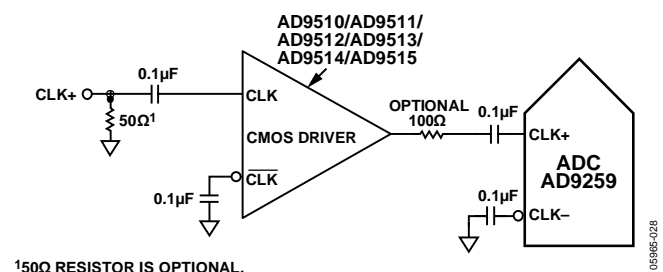 AD9510/AD9511/
AD9512/AD9513/
AD9514/AD9515
0.1µF
CLK+
50Ω¹
CLK
CMOS DRIVER
CLK
0.1µF
OPTIONAL
100Ω
0.1µF
CLK+
ADC
AD9259
0.1µF
CLK–
¹50Ω RESISTOR IS OPTIONAL.
05965-028